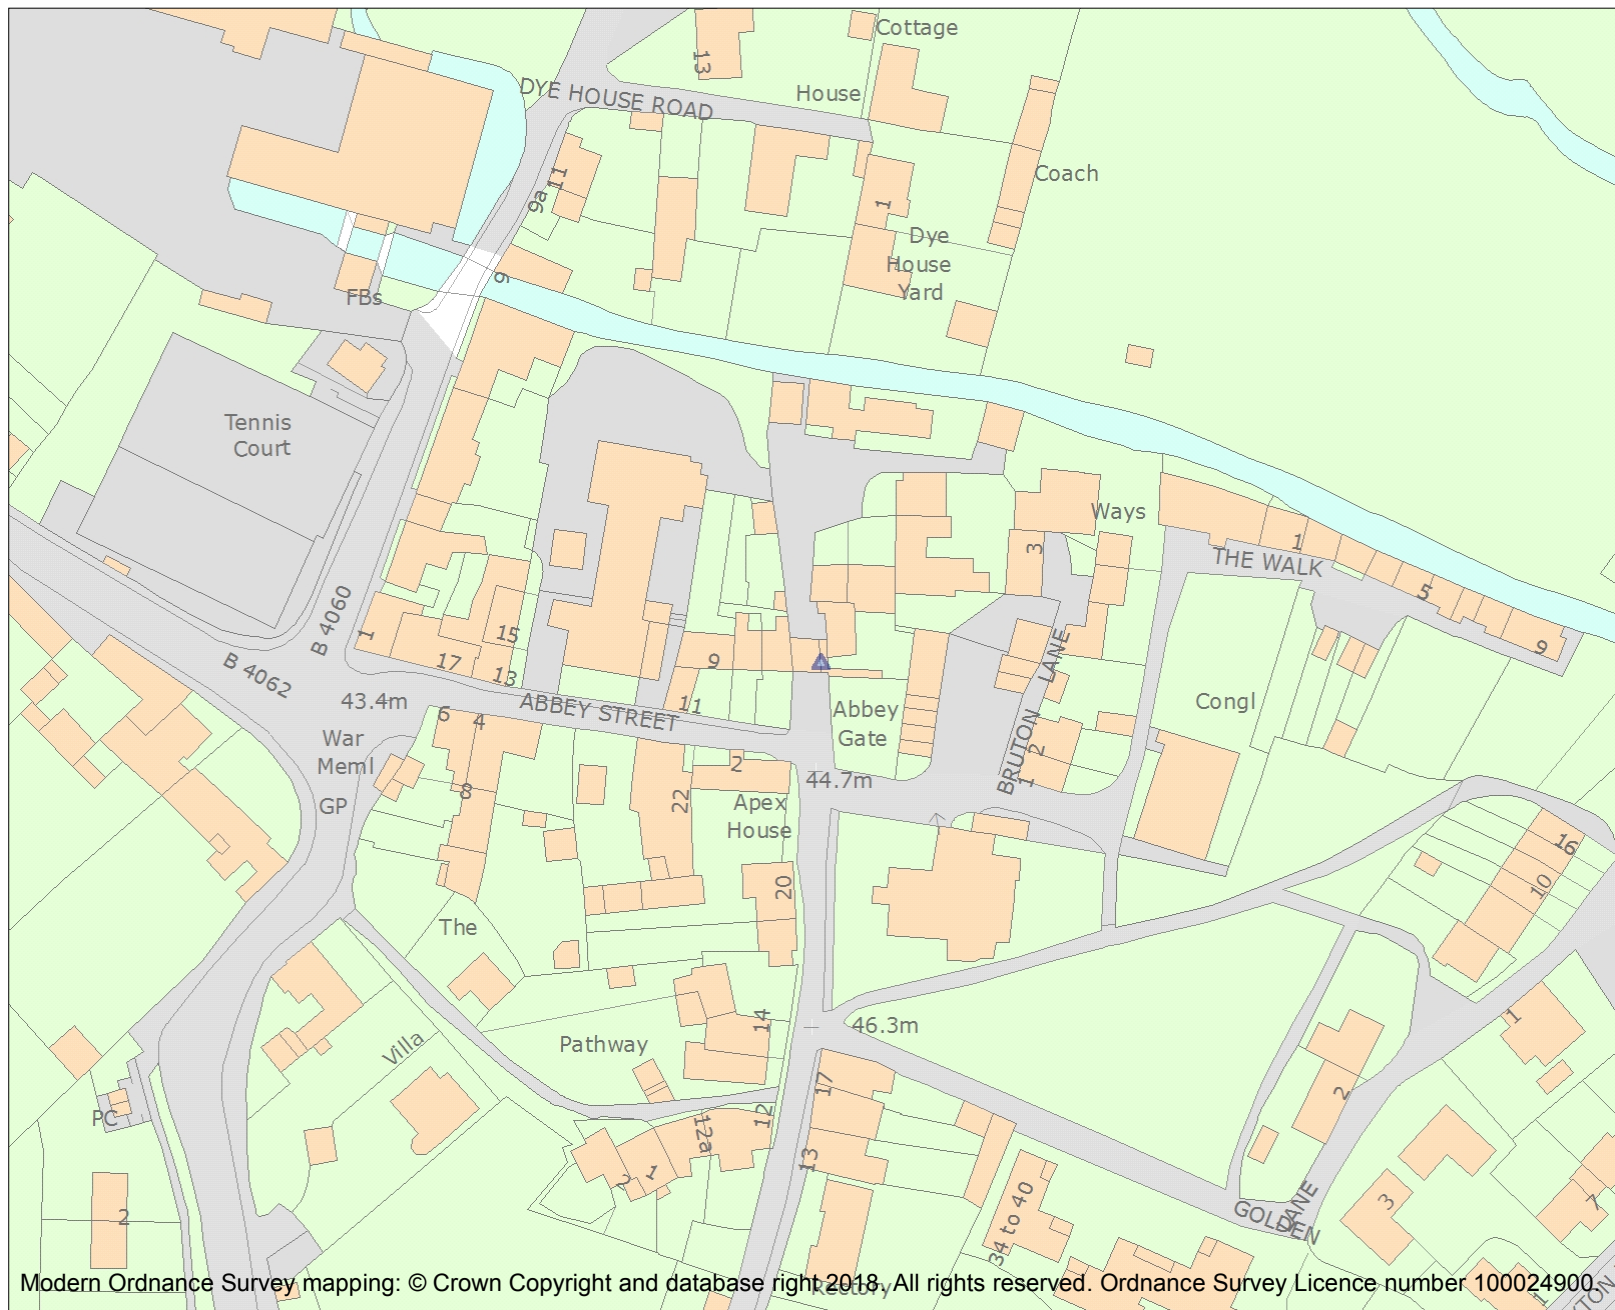 Cottage
13
House
DYE HOUSE ROAD
Coach
11
9a
1
Dye
House
Yard
9
FBs
Tennis
Court
Ways
THE WALK
1
3
5
9
B 4060
B 4062
1
15
17
13
9
11
43.4m
ABBEY STREET
BRUTON LANE
Congl
Abbey
Gate
6
4
War
Meml
GP
8
2
22
Apex
House
44.7m
2
1
20
16
10
The
14
46.3m
Pathway
Villa
1
PC
17
12
12a
13
1
2
2
2
34 to 40
GOLDEN
LANE
3
7
Rectory
Modern Ordnance Survey mapping: © Crown Copyright and database right 2018. All rights reserved. Ordnance Survey Licence number 100024900.